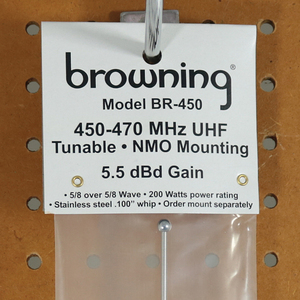 browning®
Model BR-450
450-470 MHz UHF
Tunable • NMO Mounting
5.5 dBd Gain
• 5/8 over 5/8 Wave • 200 Watts power rating
• Stainless steel .100" whip • Order mount separately